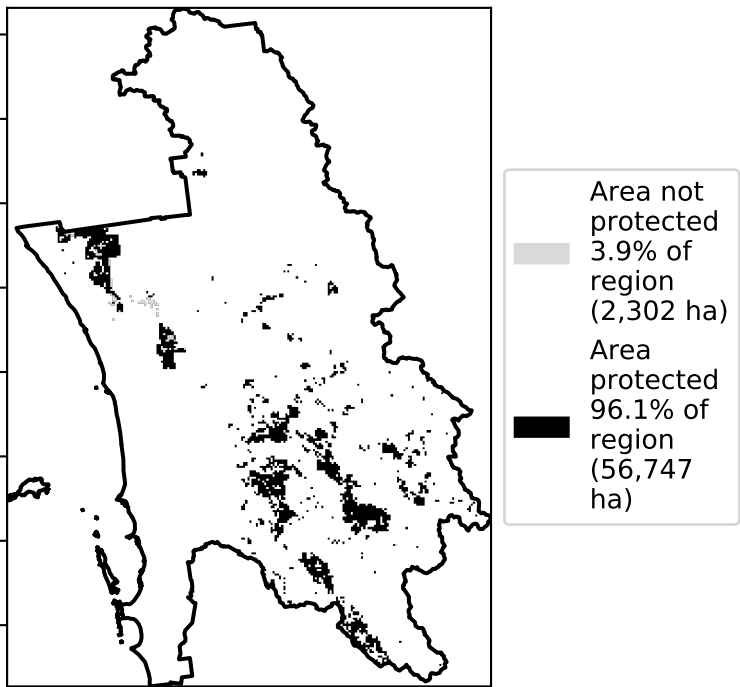 Area not
protected
3.9% of
region
(2,302 ha)
Area
protected
96.1% of
region
(56,747
ha)